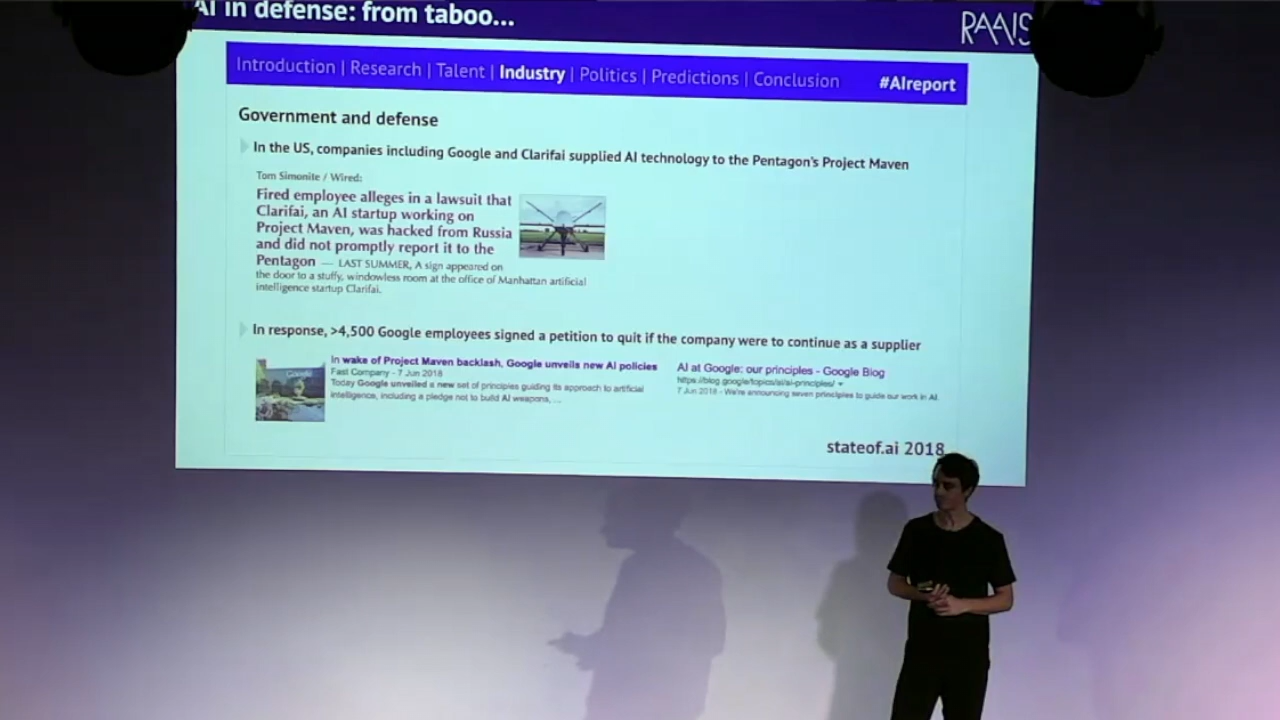 AI in defense: from taboo...
RAAIS
Introduction | Research | Talent | Industry | Politics | Predictions | Conclusion #AIreport
Government and defense
In the US, companies including Google and Clarifai supplied AI technology to the Pentagon's Project Maven
Tom Simonite / Wired:
Fired employee alleges in a lawsuit that
Clarifai, an AI startup working on
Project Maven, was hacked from Russia
and did not promptly report it to the
Pentagon — LAST SUMMER, A sign appeared on
the door to a stuffy, windowless room at the office of Manhattan artificial
intelligence startup Clarifai.
In response, >4,500 Google employees signed a petition to quit if the company were to continue as a supplier
Google
In wake of Project Maven backlash, Google unveils new AI policies
Fast Company - 7 Jun 2018
Today Google unveiled a new set of principles guiding its approach to artificial
intelligence, including a pledge not to build AI weapons, ...
AI at Google: our principles - Google Blog
https://blog.google/topics/ai/ai-principles/
7 Jun 2018 - We're announcing seven principles to guide our work in AI.
stateof.ai 2018